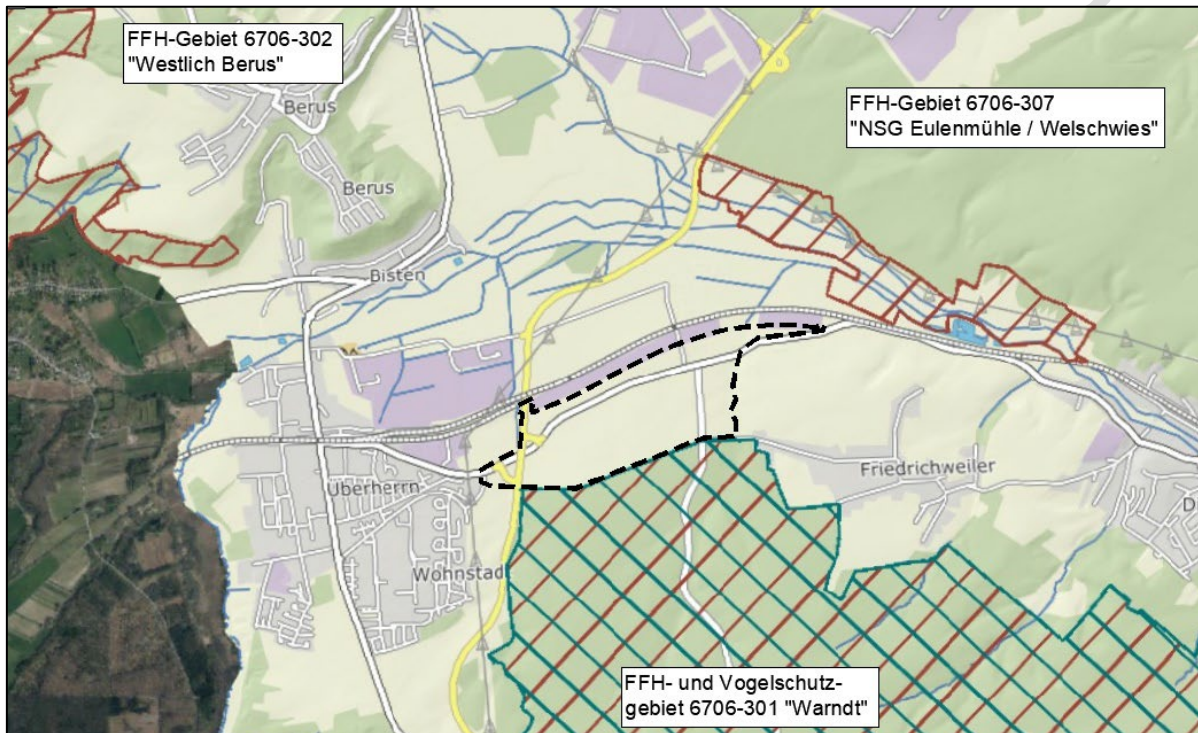 FFH-Gebiet 6706-302
"Westlich Berus"
FFH-Gebiet 6706-307
"NSG Eulenmühle / Welschwies"
Berus
Berus
Bisten
Überherrn
Friedrichweiler
D
Wohnstad
FFH- und Vogelschutz-
gebiet 6706-301 "Warndt"